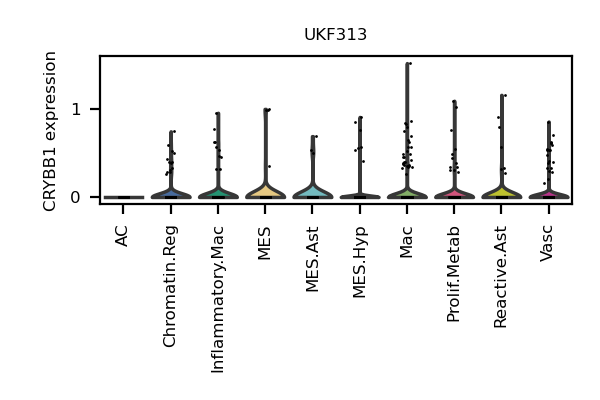 UKF313
CRYBB1 expression
1
0
AC
Chromatin.Reg
Inflammatory.Mac
MES
MES.Ast
MES.Hyp
Mac
Prolif.Metab
Reactive.Ast
Vasc